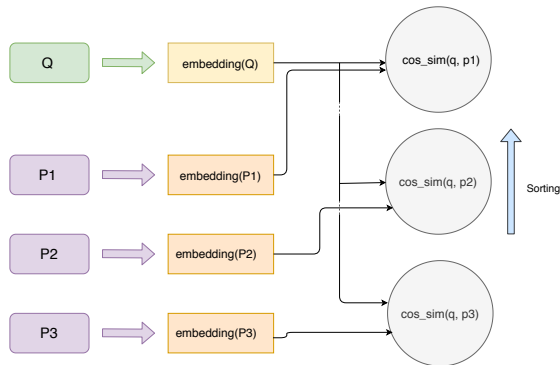 Q
embedding(Q)
cos_sim(q, p1)
P1
embedding(P1)
cos_sim(q, p2)
Sorting
P2
embedding(P2)
P3
embedding(P3)
cos_sim(q, p3)